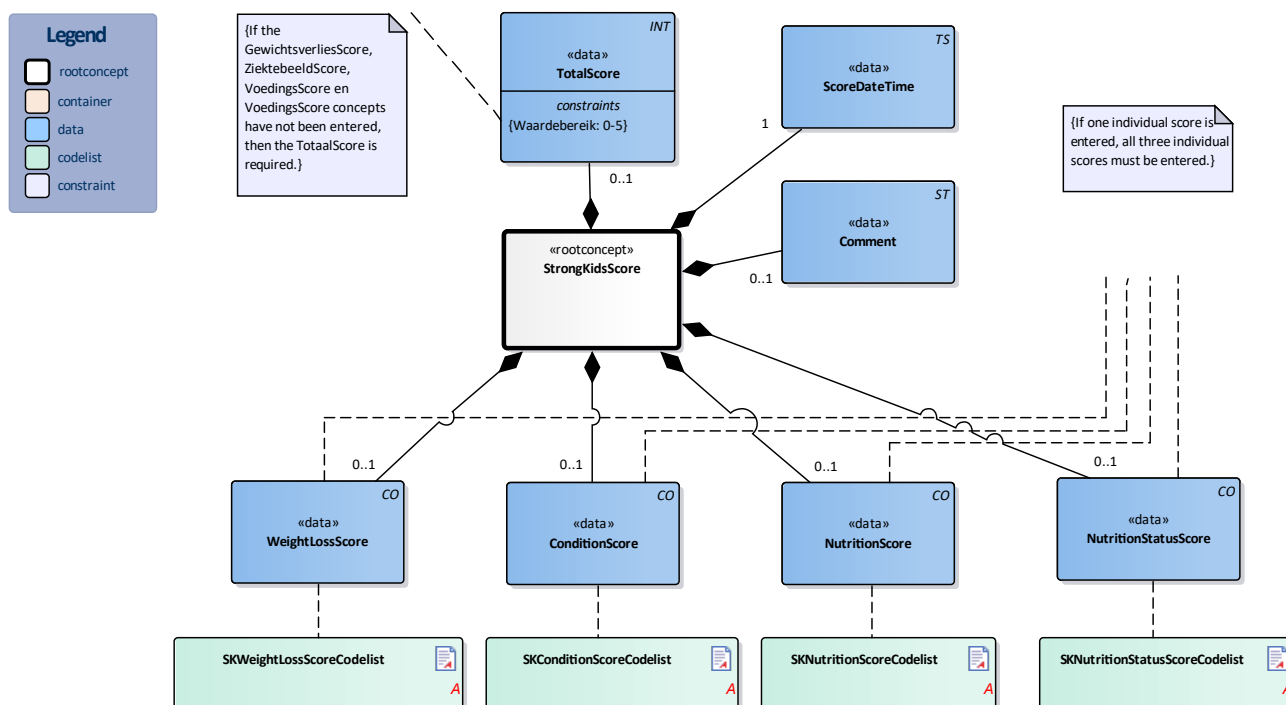 Legend
rootconcept
container
data
codelist
constraint
{If the
GewichtsverliesScore,
ZiektebeeldScore,
VoedingsScore en
VoedingsScore concepts
have not been entered,
then the TotaalScore is
required.}
INT
«data»
TotalScore
constraints
{Waardebereik: 0-5}
0..1
TS
«data»
ScoreDateTime
1
{If one individual score is
entered, all three individual
scores must be entered.}
ST
«data»
Comment
0..1
«rootconcept»
StrongKidsScore
0..1
0..1
0..1
0..1
CO
«data»
WeightLossScore
CO
«data»
ConditionScore
CO
«data»
NutritionScore
CO
«data»
NutritionStatusScore
SKWeightLossScoreCodelist
A
SKConditionScoreCodelist
A
SKNutritionScoreCodelist
A
SKNutritionStatusScoreCodelist
A